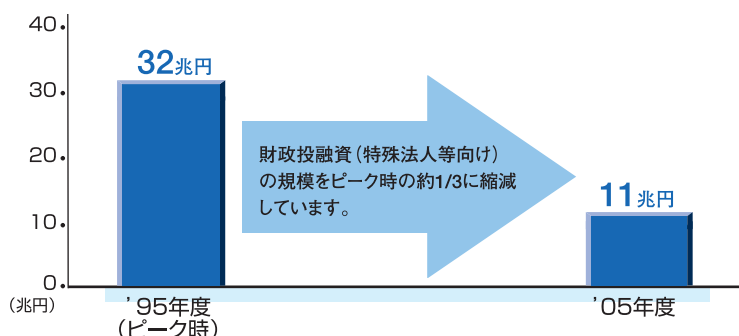 40
32兆円
30
財政投融資（特殊法人等向け）
の規模をピーク時の約1/3に縮減
しています。
20
11兆円
10
0
（兆円）
’95年度
（ピーク時）
’05年度